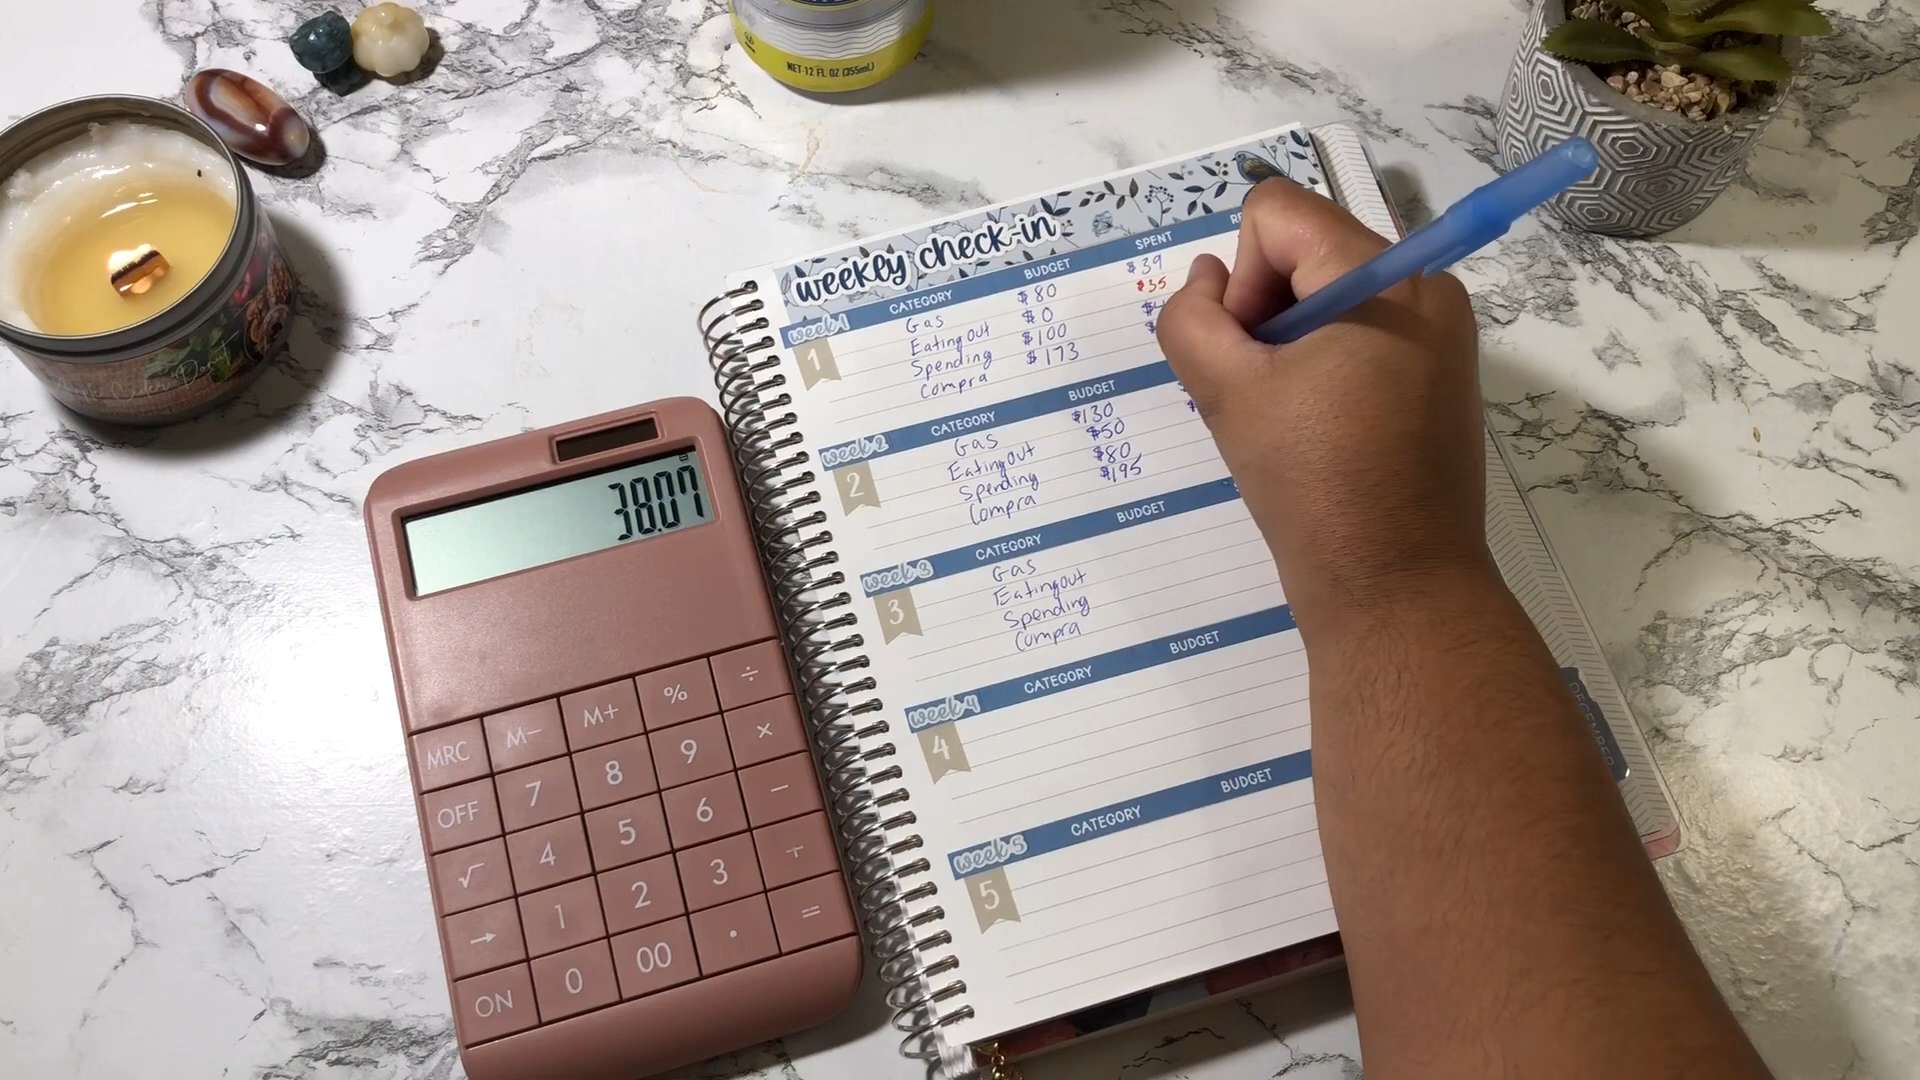 NET 12 FL OZ (355mL)
weekly check-in
CATEGORY BUDGET SPENT
week 1
1
Gas $80 $39
Eating out $0 $35
Spending $100
Compra $173
week 2 CATEGORY BUDGET
2
Gas $130
Eating out $50
Spending $80
Compra $195
week 3 CATEGORY BUDGET
3
Gas
Eating out
Spending
Compra
week 4 CATEGORY BUDGET
4
week 5 CATEGORY BUDGET
5
DECEMBER
38.07
MRC M- M+ % ÷
OFF 7 8 9 ×
√ 4 5 6 −
→ 1 2 3 +
ON 0 00 . =